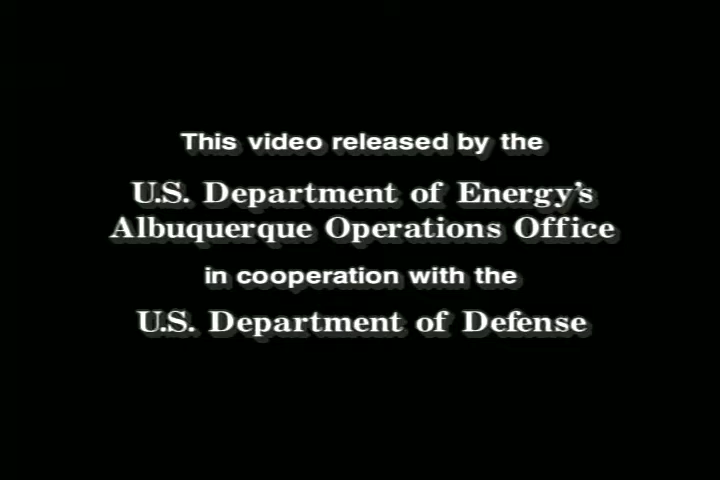 This video released by the
U.S. Department of Energy's
Albuquerque Operations Office
in cooperation with the
U.S. Department of Defense